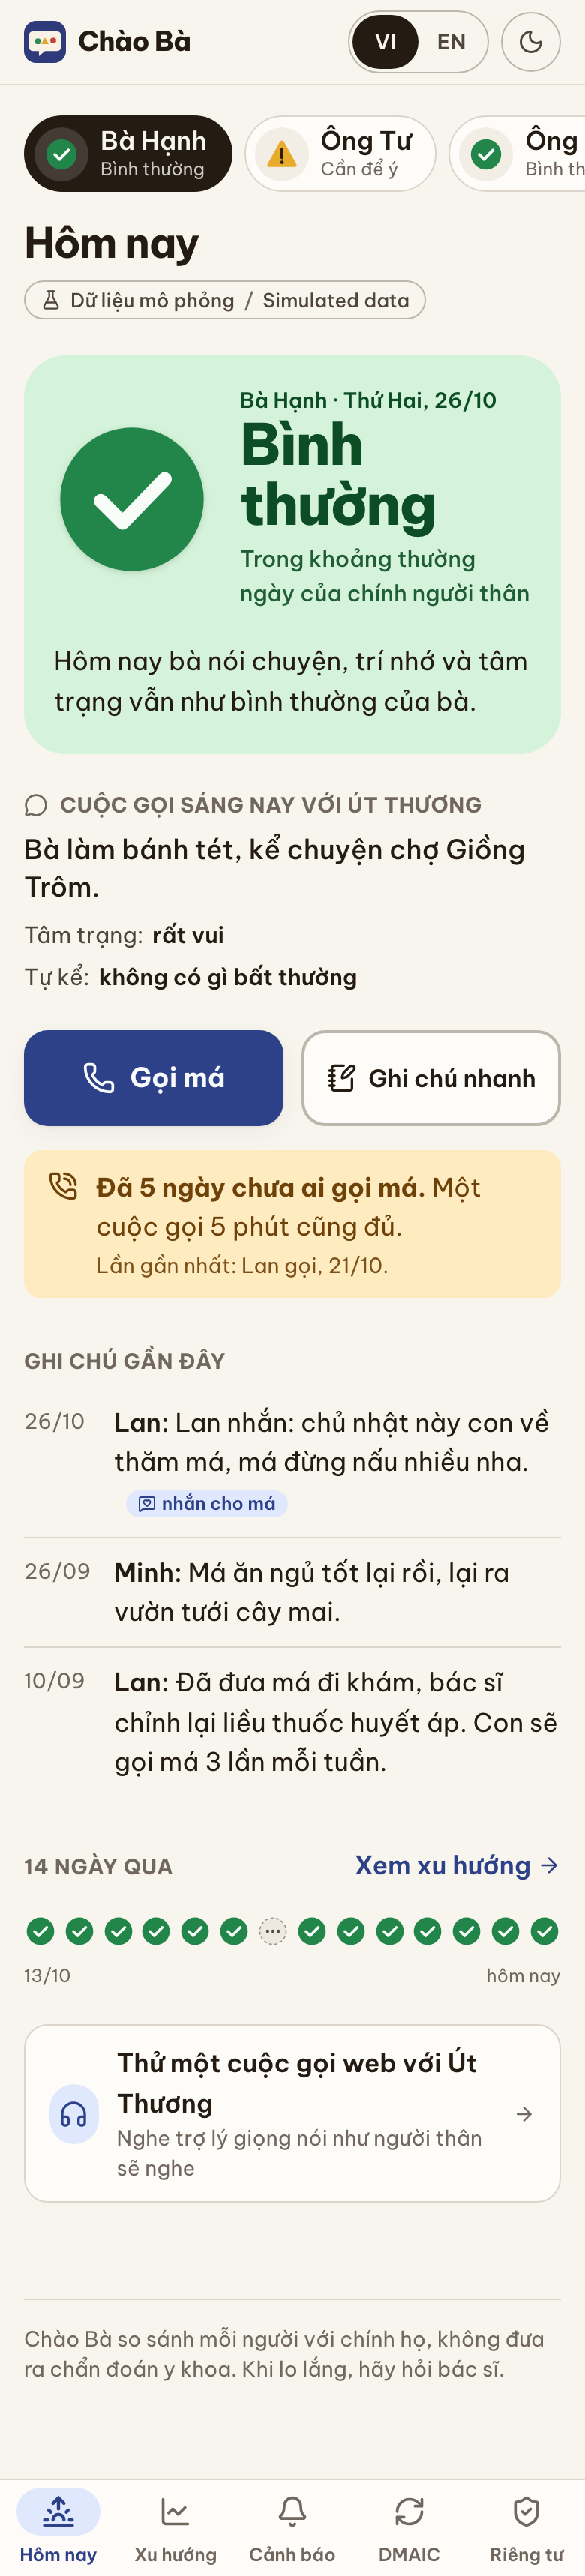 Chào Bà
VI EN
Bà Hạnh
Bình thường
Ông Tư
Cần để ý
Ông
Bình th
Hôm nay
Dữ liệu mô phỏng / Simulated data
Bà Hạnh · Thứ Hai, 26/10
Bình
thường
Trong khoảng thường
ngày của chính người thân
Hôm nay bà nói chuyện, trí nhớ và tâm
trạng vẫn như bình thường của bà.
CUỘC GỌI SÁNG NAY VỚI ÚT THƯƠNG
Bà làm bánh tét, kể chuyện chợ Giồng
Trôm.
Tâm trạng: rất vui
Tự kể: không có gì bất thường
Gọi má
Ghi chú nhanh
Đã 5 ngày chưa ai gọi má. Một
cuộc gọi 5 phút cũng đủ.
Lần gần nhất: Lan gọi, 21/10.
GHI CHÚ GẦN ĐÂY
26/10 Lan: Lan nhắn: chủ nhật này con về
thăm má, má đừng nấu nhiều nha.
nhắn cho má
26/09 Minh: Má ăn ngủ tốt lại rồi, lại ra
vườn tưới cây mai.
10/09 Lan: Đã đưa má đi khám, bác sĩ
chỉnh lại liều thuốc huyết áp. Con sẽ
gọi má 3 lần mỗi tuần.
14 NGÀY QUA Xem xu hướng →
13/10 hôm nay
Thử một cuộc gọi web với Út
Thương
Nghe trợ lý giọng nói như người thân
sẽ nghe
Chào Bà so sánh mỗi người với chính họ, không đưa
ra chẩn đoán y khoa. Khi lo lắng, hãy hỏi bác sĩ.
Hôm nay Xu hướng Cảnh báo DMAIC Riêng tư